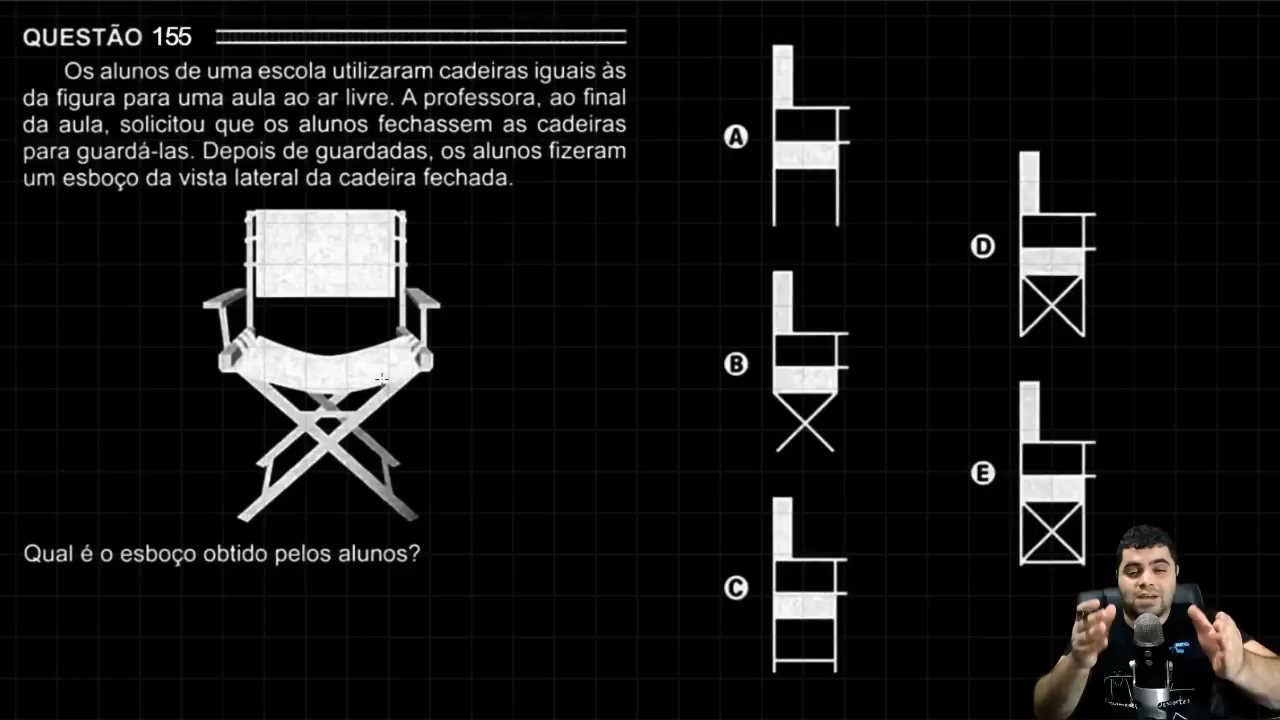 QUESTÃO 155
Os alunos de uma escola utilizaram cadeiras iguais às
da figura para uma aula ao ar livre. A professora, ao final
da aula, solicitou que os alunos fechassem as cadeiras
para guardá-las. Depois de guardadas, os alunos fizeram
um esboço da vista lateral da cadeira fechada.
Qual é o esboço obtido pelos alunos?
A
B
C
D
E